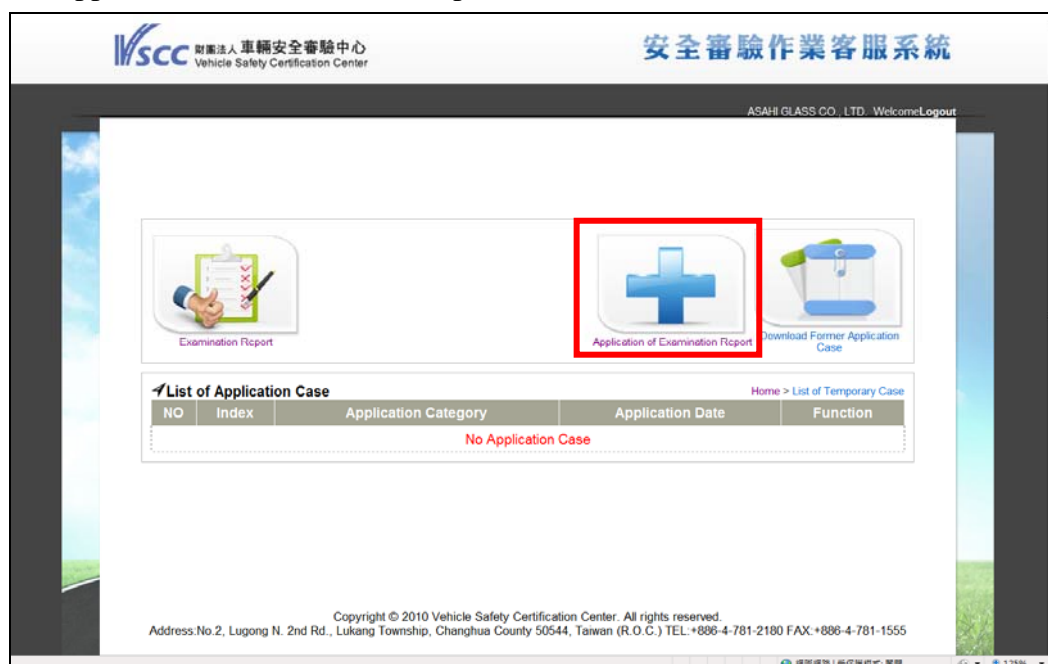 VSCC 財團法人車輛安全審驗中心
Vehicle Safety Certification Center
安全審驗作業客服系統
ASAHI GLASS CO., LTD. WelcomeLogout
Examination Report
Application of Examination Report
Download Former Application
Case
List of Application Case
Home > List of Temporary Case
NO Index Application Category Application Date Function
No Application Case
Copyright © 2010 Vehicle Safety Certification Center. All rights reserved.
Address:No.2, Lugong N. 2nd Rd., Lukang Township, Changhua County 50544, Taiwan (R.O.C.) TEL:+886-4-781-2180 FAX:+886-4-781-1555
125%